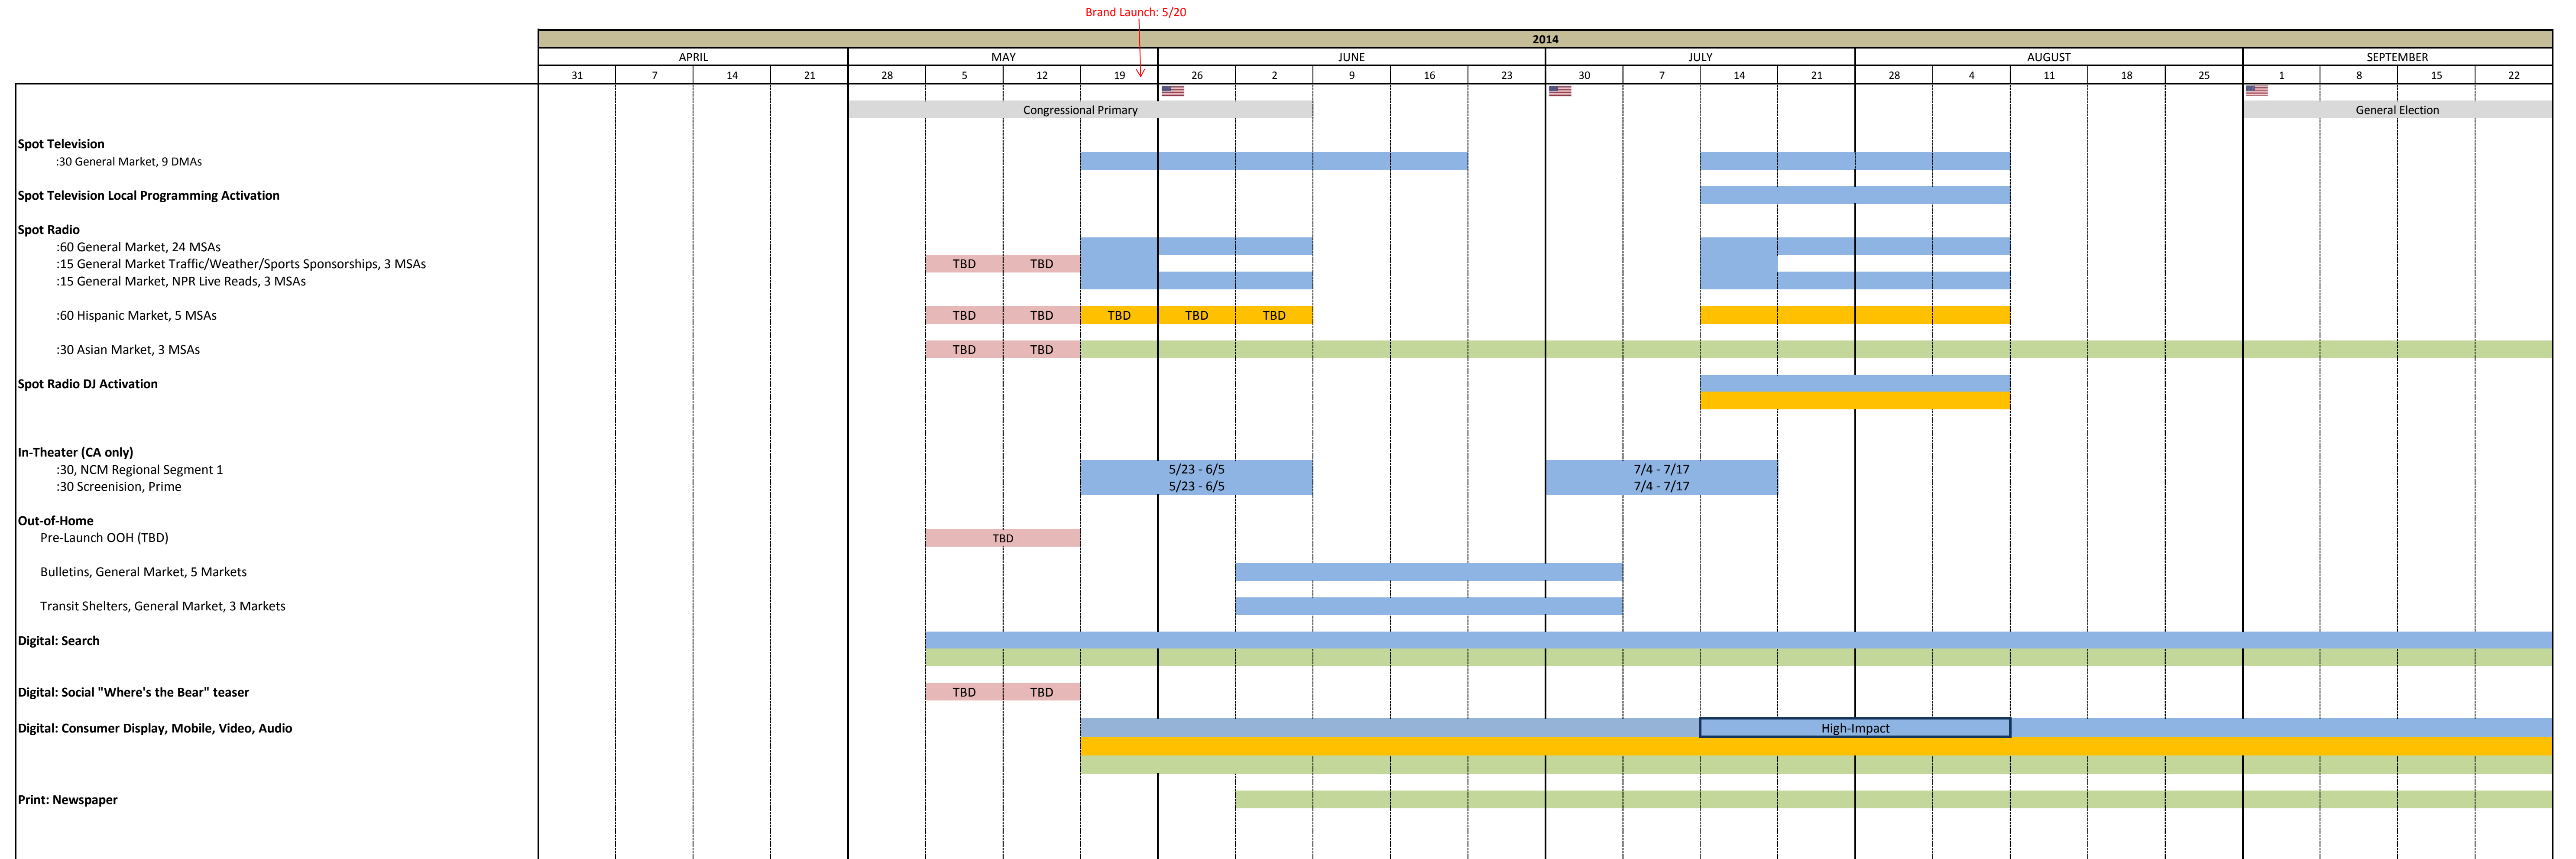 Brand Launch: 5/20
2014
APRIL MAY JUNE JULY AUGUST SEPTEMBER
31 7 14 21 28 5 12 19 26 2 9 16 23 30 7 14 21 28 4 11 18 25 1 8 15 22
Congressional Primary General Election
Spot Television
:30 General Market, 9 DMAs
Spot Television Local Programming Activation
Spot Radio
:60 General Market, 24 MSAs
:15 General Market Traffic/Weather/Sports Sponsorships, 3 MSAs TBD TBD
:15 General Market, NPR Live Reads, 3 MSAs
:60 Hispanic Market, 5 MSAs TBD TBD TBD TBD TBD
:30 Asian Market, 3 MSAs TBD TBD
Spot Radio DJ Activation
In-Theater (CA only)
:30, NCM Regional Segment 1 5/23 - 6/5 7/4 - 7/17
:30 Screenision, Prime 5/23 - 6/5 7/4 - 7/17
Out-of-Home
Pre-Launch OOH (TBD) TBD
Bulletins, General Market, 5 Markets
Transit Shelters, General Market, 3 Markets
Digital: Search
Digital: Social "Where's the Bear" teaser TBD TBD
Digital: Consumer Display, Mobile, Video, Audio High-Impact
Print: Newspaper